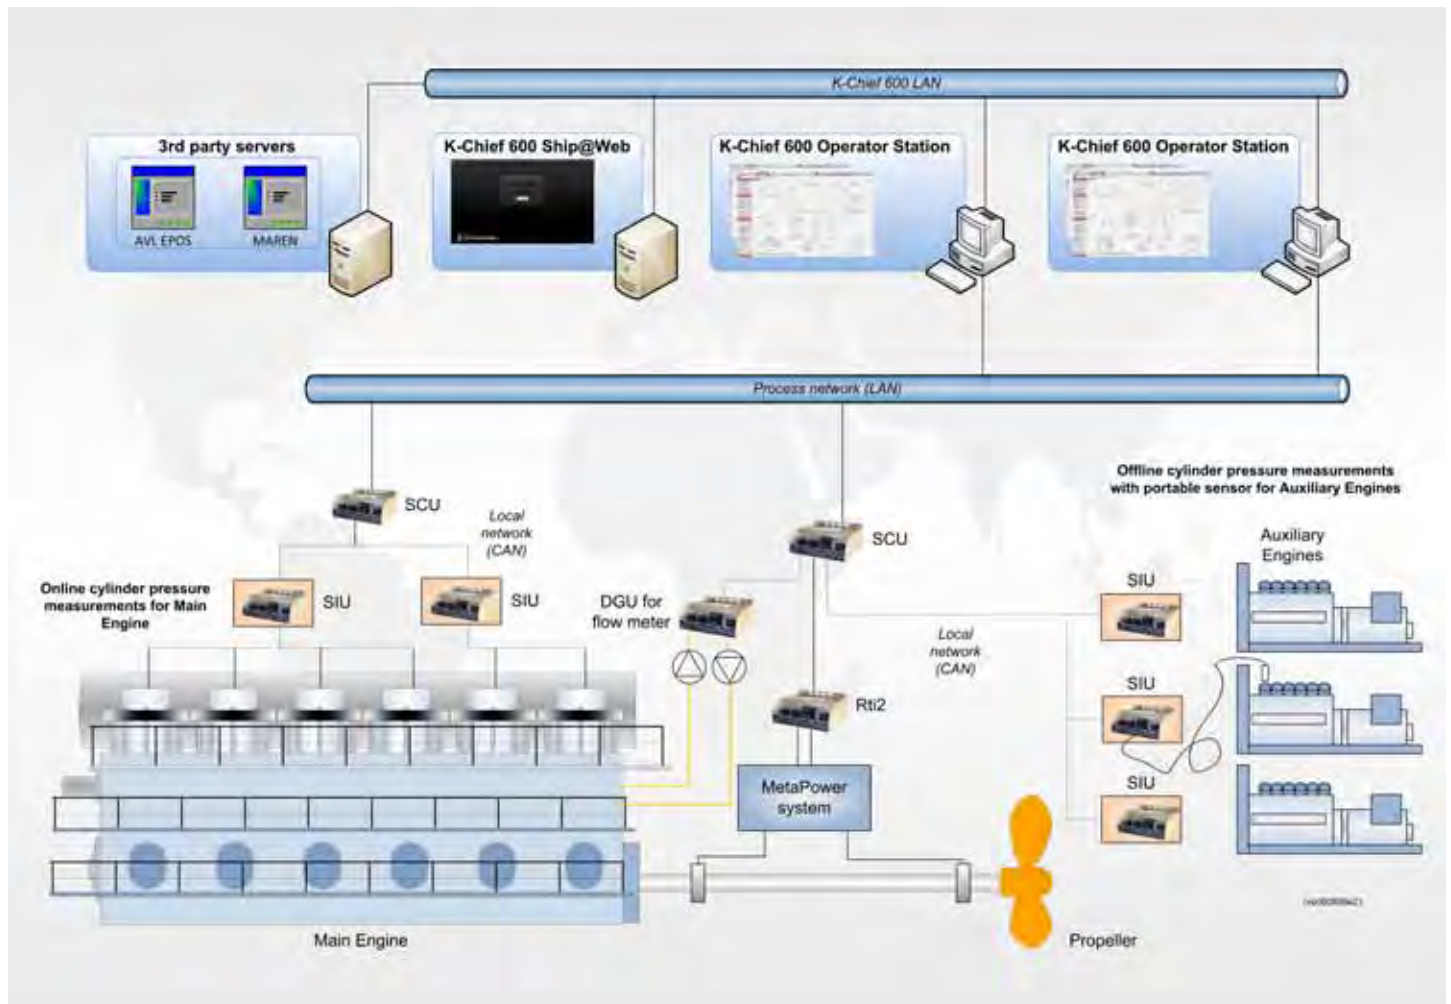 K-Chief 600 LAN
3rd party servers
AVL EPOS
MAREN
K-Chief 600 Ship@Web
K-Chief 600 Operator Station
K-Chief 600 Operator Station
Process network (LAN)
SCU
Local
network
(CAN)
Online cylinder pressure
measurements for Main
Engine
SIU
SIU
DGU for
flow meter
SCU
Local
network
(CAN)
Rti2
MetaPower
system
Offline cylinder pressure measurements
with portable sensor for Auxiliary Engines
Auxiliary
Engines
SIU
SIU
SIU
Main Engine
Propeller